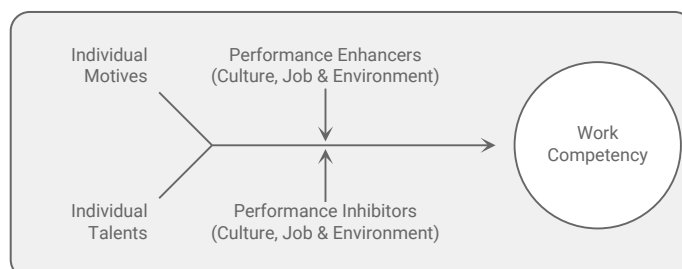 Individual
Motives
Performance Enhancers
(Culture, Job & Environment)
Work
Competency
Individual
Talents
Performance Inhibitors
(Culture, Job & Environment)